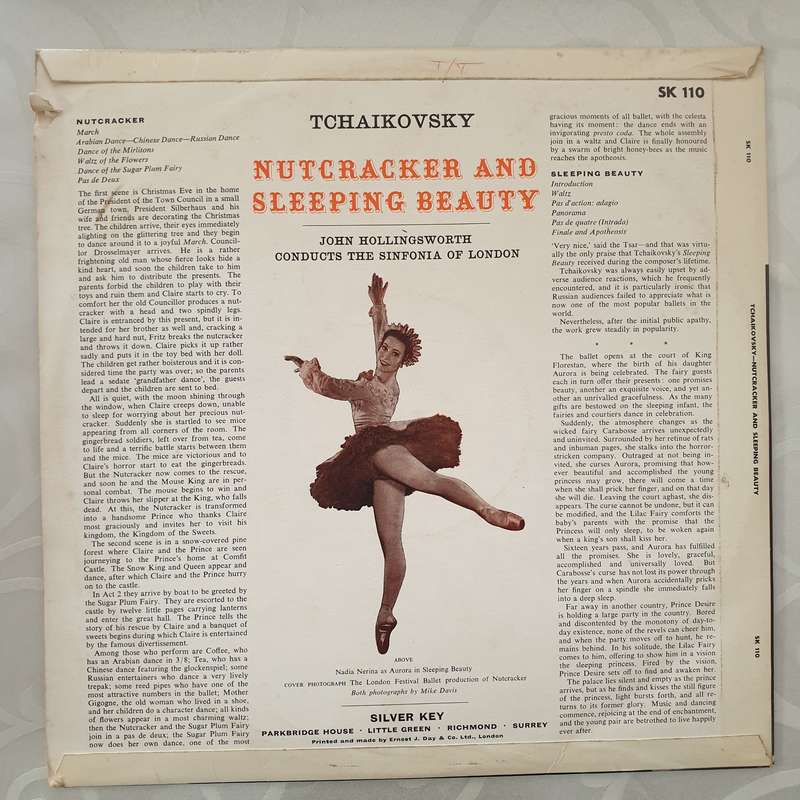 T/T
SK 110
NUTCRACKER
March
Arabian Dance—Chinese Dance—Russian Dance
Dance of the Mirlitons
Waltz of the Flowers
Dance of the Sugar Plum Fairy
Pas de Deux
The first scene is Christmas Eve in the home
of the President of the Town Council in a small
German town. President Silberhaus and his
wife and friends are decorating the Christmas
tree. The children arrive, their eyes immediately
alighting on the glittering tree and they begin
to dance around it to a joyful March. Council-
lor Drosselmayer arrives. He is a rather
frightening old man whose fierce looks hide a
kind heart, and soon the children take to him
and ask him to distribute the presents. The
parents forbid the children to play with their
toys and ruin them and Claire starts to cry. To
comfort her the old Councillor produces a nut-
cracker with a head and two spindly legs.
Claire is entranced by this present, but it is in-
tended for her brother as well and, cracking a
large and hard nut, Fritz breaks the nutcracker
and throws it down. Claire picks it up rather
sadly and puts it in the toy bed with her doll.
The children get rather boisterous and it is con-
sidered time the party was over; so the parents
lead a sedate 'grandfather dance', the guests
depart and the children are sent to bed.
All is quiet, with the moon shining through
the window, when Claire creeps down, unable
to sleep for worrying about her precious nut-
cracker. Suddenly she is startled to see mice
appearing from all corners of the room. The
gingerbread soldiers, left over from tea, come
to life and a terrific battle starts between them
and the mice. The mice are victorious and to
Claire's horror start to eat the gingerbreads.
But the Nutcracker now comes to the rescue,
and soon he and the Mouse King are in per-
sonal combat. The mouse begins to win and
Claire throws her slipper at the King, who falls
dead. At this, the Nutcracker is transformed
into a handsome Prince who thanks Claire
most graciously and invites her to visit his
kingdom, the Kingdom of the Sweets.
The second scene is in a snow-covered pine
forest where Claire and the Prince are seen
journeying to the Prince's home at Comfit
Castle. The Snow King and Queen appear and
dance, after which Claire and the Prince hurry
on to the castle.
In Act 2 they arrive by boat to be greeted by
the Sugar Plum Fairy. They are escorted to the
castle by twelve little pages carrying lanterns
and enter the great hall. The Prince tells the
story of his rescue by Claire and a banquet of
sweets begins during which Claire is entertained
by the famous divertissement.
Among those who perform are Coffee, who
has an Arabian dance in 3/8; Tea, who has a
Chinese dance featuring the glockenspiel; some
Russian entertainers who dance a very lively
trepak; some reed pipes who have one of the
most attractive numbers in the ballet; Mother
Gigogne, the old woman who lived in a shoe,
and her children do a character dance; all kinds
of flowers appear in a most charming waltz;
then the Nutcracker and the Sugar Plum Fairy
join in a pas de deux; the Sugar Plum Fairy
now does her own dance, one of the most
TCHAIKOVSKY
NUTCRACKER AND
SLEEPING BEAUTY
JOHN HOLLINGSWORTH
CONDUCTS THE SINFONIA OF LONDON
ABOVE
Nadia Nerina as Aurora in Sleeping Beauty
COVER PHOTOGRAPH The London Festival Ballet production of Nutcracker
Both photographs by Mike Davis
SILVER KEY
PARKBRIDGE HOUSE · LITTLE GREEN · RICHMOND · SURREY
Printed and made by Ernest J. Day & Co. Ltd., London
gracious moments of all ballet, with the celesta
having its moment: the dance ends with an
invigorating presto coda. The whole assembly
join in a waltz and Claire is finally honoured
by a swarm of bright honey-bees as the music
reaches the apotheosis.
SLEEPING BEAUTY
Introduction
Waltz
Pas d'action: adagio
Panorama
Pas de quatre (Intrada)
Finale and Apotheosis
'Very nice,' said the Tsar—and that was virtu-
ally the only praise that Tchaikovsky's Sleeping
Beauty received during the composer's lifetime.
Tchaikovsky was always easily upset by ad-
verse audience reactions, which he frequently
encountered, and it is particularly ironic that
Russian audiences failed to appreciate what is
now one of the most popular ballets in the
world.
Nevertheless, after the initial public apathy,
the work grew steadily in popularity.
* * *
The ballet opens at the court of King
Florestan, where the birth of his daughter
Aurora is being celebrated. The fairy guests
each in turn offer their presents: one promises
beauty, another an exquisite voice, and yet an-
other an unrivalled gracefulness. As the many
gifts are bestowed on the sleeping infant, the
fairies and courtiers dance in celebration.
Suddenly, the atmosphere changes as the
wicked fairy Carabosse arrives unexpectedly
and uninvited. Surrounded by her retinue of rats
and inhuman pages, she stalks into the horror-
stricken company. Outraged at not being in-
vited, she curses Aurora, promising that how-
ever beautiful and accomplished the young
princess may grow, there will come a time
when she shall prick her finger, and on that day
she will die. Leaving the court aghast, she dis-
appears. The curse cannot be undone, but it can
be modified, and the Lilac Fairy comforts the
baby's parents with the promise that the
Princess will only sleep, to be woken again
when a king's son shall kiss her.
Sixteen years pass, and Aurora has fulfilled
all the promises. She is lovely, graceful,
accomplished and universally loved. But
Carabosse's curse has not lost its power through
the years and when Aurora accidentally pricks
her finger on a spindle she immediately falls
into a deep sleep.
Far away in another country, Prince Desire
is holding a large party in the country. Bored
and discontented by the monotony of day-to-
day existence, none of the revels can cheer him,
and when the party moves off to hunt, he re-
mains behind. In his solitude, the Lilac Fairy
comes to him, offering to show him in a vision
the sleeping princess. Fired by the vision,
Prince Desire sets off to find and awaken her.
The palace lies silent and empty as the prince
arrives, but as he finds and kisses the still figure
of the princess, light bursts forth, and all re-
turns to its former glory. Music and dancing
commence, rejoicing at the end of enchantment,
and the young pair are betrothed to live happily
ever after.
SK 110
TCHAIKOVSKY—NUTCRACKER AND SLEEPING BEAUTY
SK 110